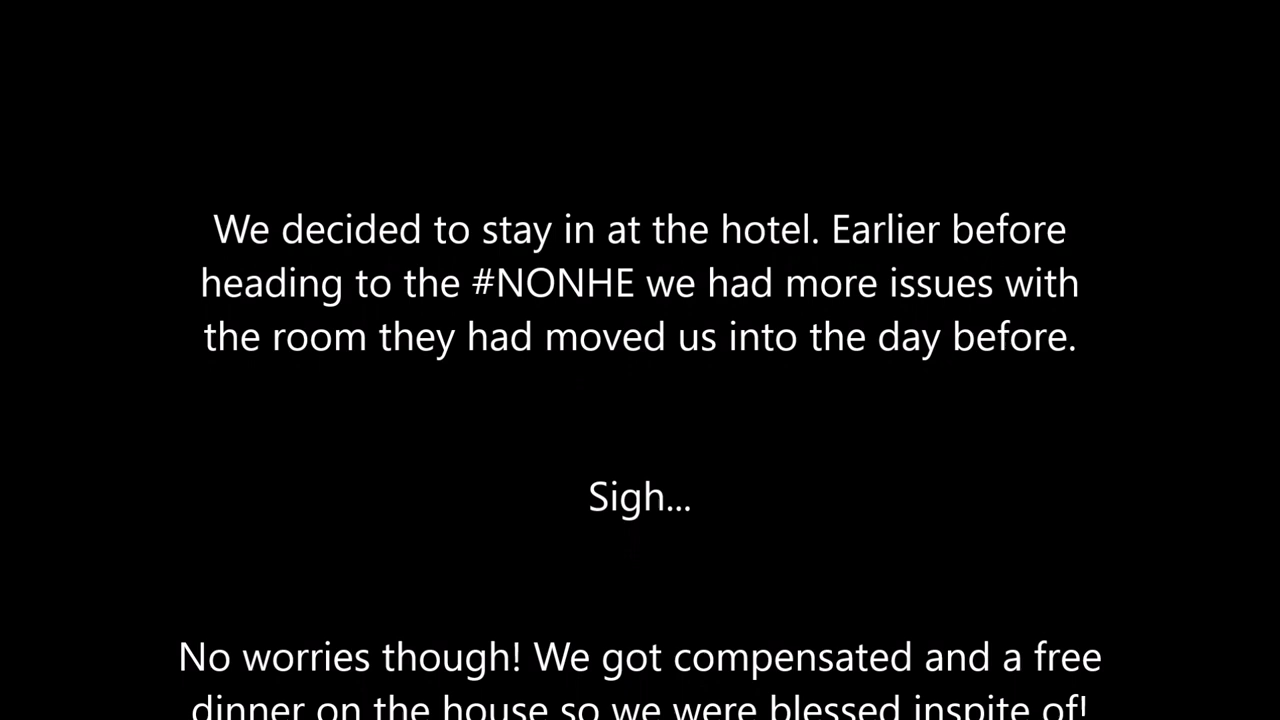 We decided to stay in at the hotel. Earlier before
heading to the #NONHE we had more issues with
the room they had moved us into the day before.
Sigh...
No worries though! We got compensated and a free
dinner on the house so we were blessed inspite of!